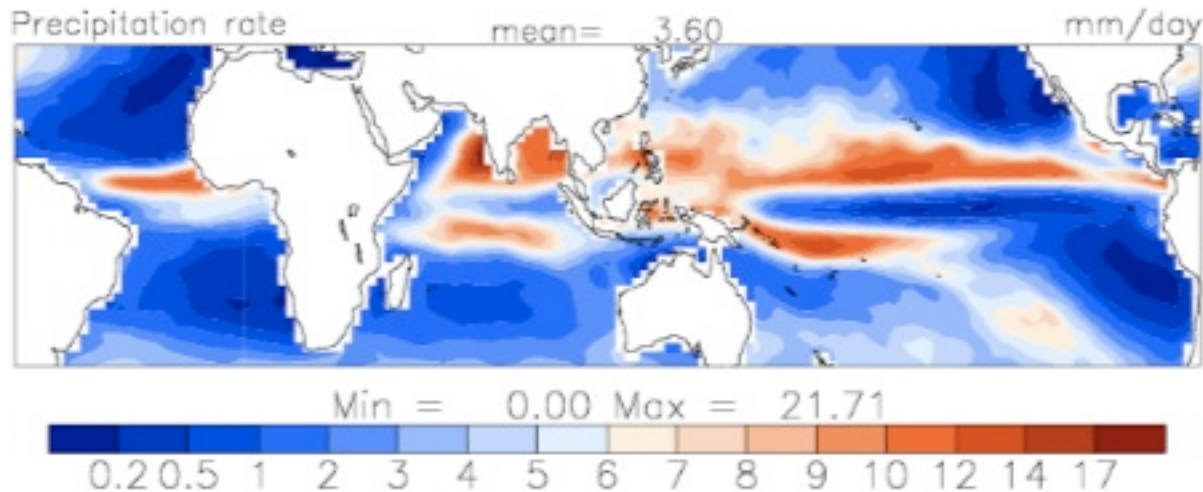 Precipitation rate mean= 3.60 mm/day
Min = 0.00 Max = 21.71
0.2 0.5 1 2 3 4 5 6 7 8 9 10 12 14 17